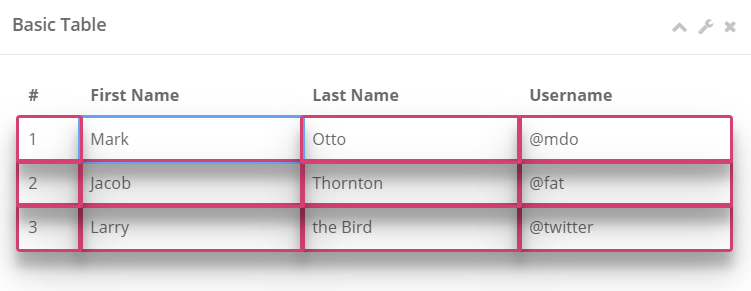 Basic Table
# First Name Last Name Username
1 Mark Otto @mdo
2 Jacob Thornton @fat
3 Larry the Bird @twitter